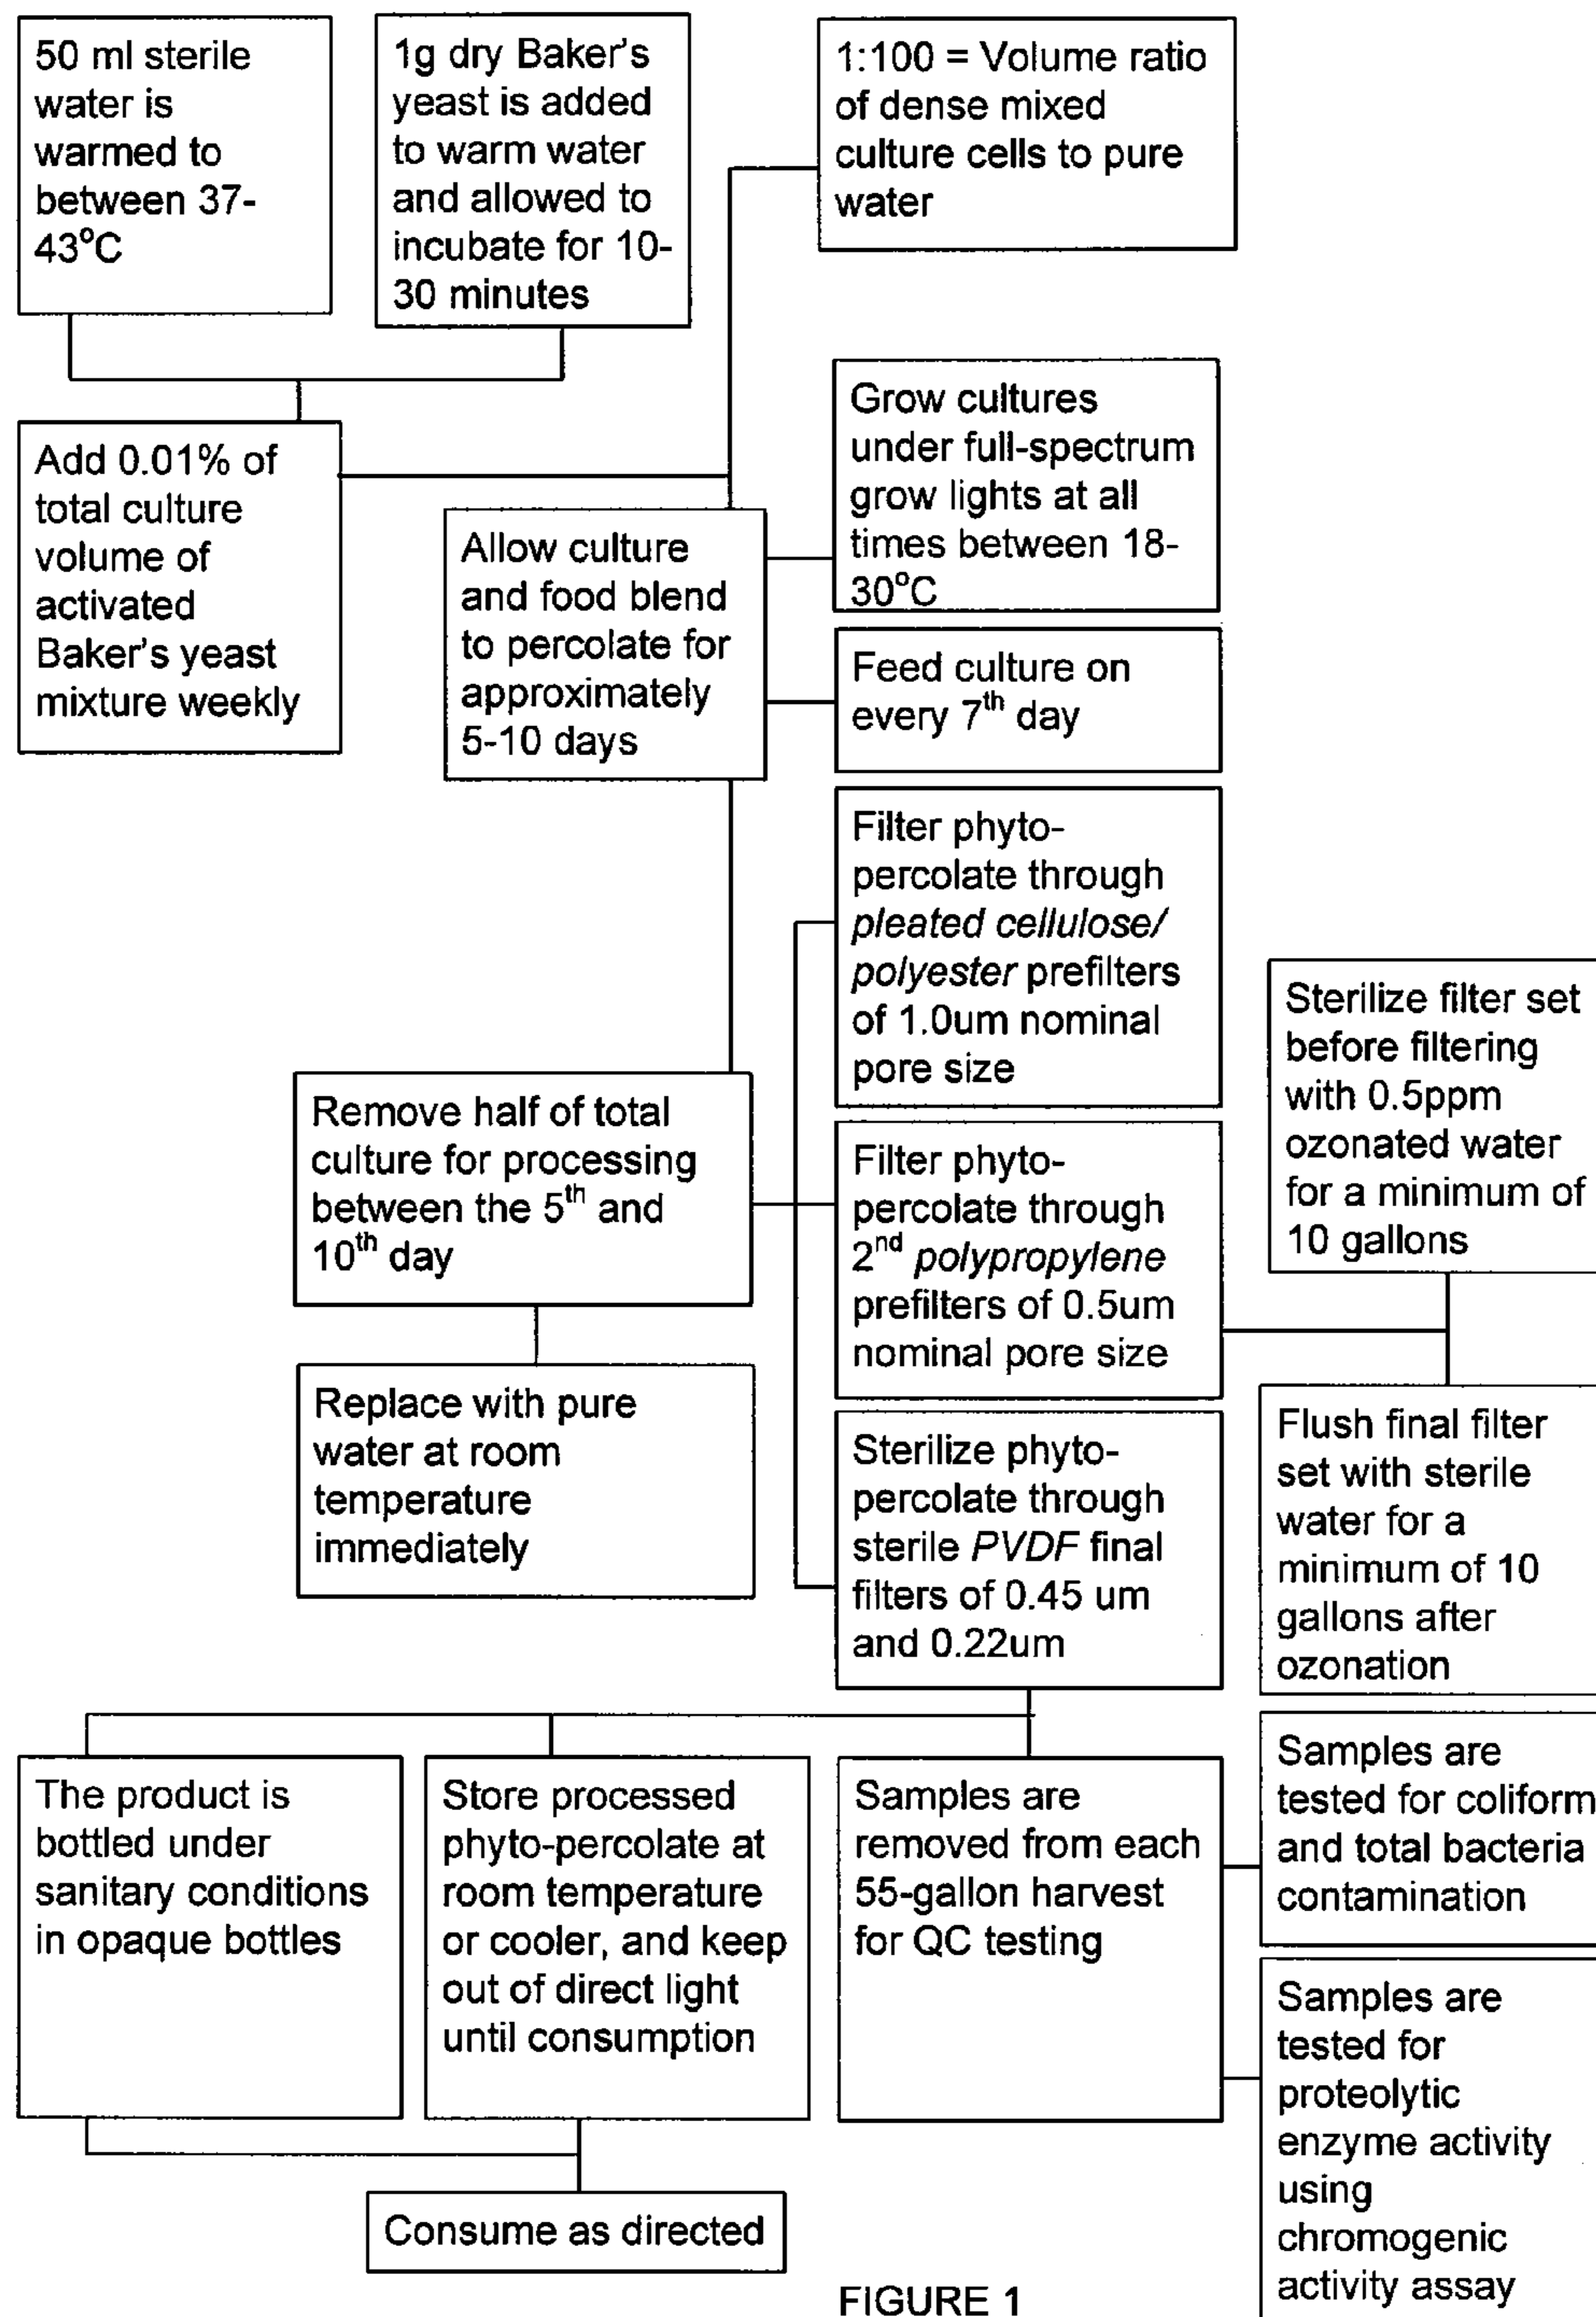 50 ml sterile
water is
warmed to
between 37-
43°C
1g dry Baker's
yeast is added
to warm water
and allowed to
incubate for 10-
30 minutes
1:100 = Volume ratio
of dense mixed
culture cells to pure
water
Add 0.01% of
total culture
volume of
activated
Baker's yeast
mixture weekly
Allow culture
and food blend
to percolate for
approximately
5-10 days
Grow cultures
under full-spectrum
grow lights at all
times between 18-
30°C
Feed culture on
every 7th day
Filter phyto-
percolate through
pleated cellulose/
polyester prefilters
of 1.0um nominal
pore size
Remove half of total
culture for processing
between the 5th and
10th day
Filter phyto-
percolate through
2nd polypropylene
prefilters of 0.5um
nominal pore size
Sterilize filter set
before filtering
with 0.5ppm
ozonated water
for a minimum of
10 gallons
Replace with pure
water at room
temperature
immediately
Sterilize phyto-
percolate through
sterile PVDF final
filters of 0.45 um
and 0.22um
Flush final filter
set with sterile
water for a
minimum of 10
gallons after
ozonation
The product is
bottled under
sanitary conditions
in opaque bottles
Store processed
phyto-percolate at
room temperature
or cooler, and keep
out of direct light
until consumption
Samples are
removed from each
55-gallon harvest
for QC testing
Samples are
tested for coliform
and total bacteria
contamination
Samples are
tested for
proteolytic
enzyme activity
using
chromogenic
activity assay
Consume as directed
FIGURE 1